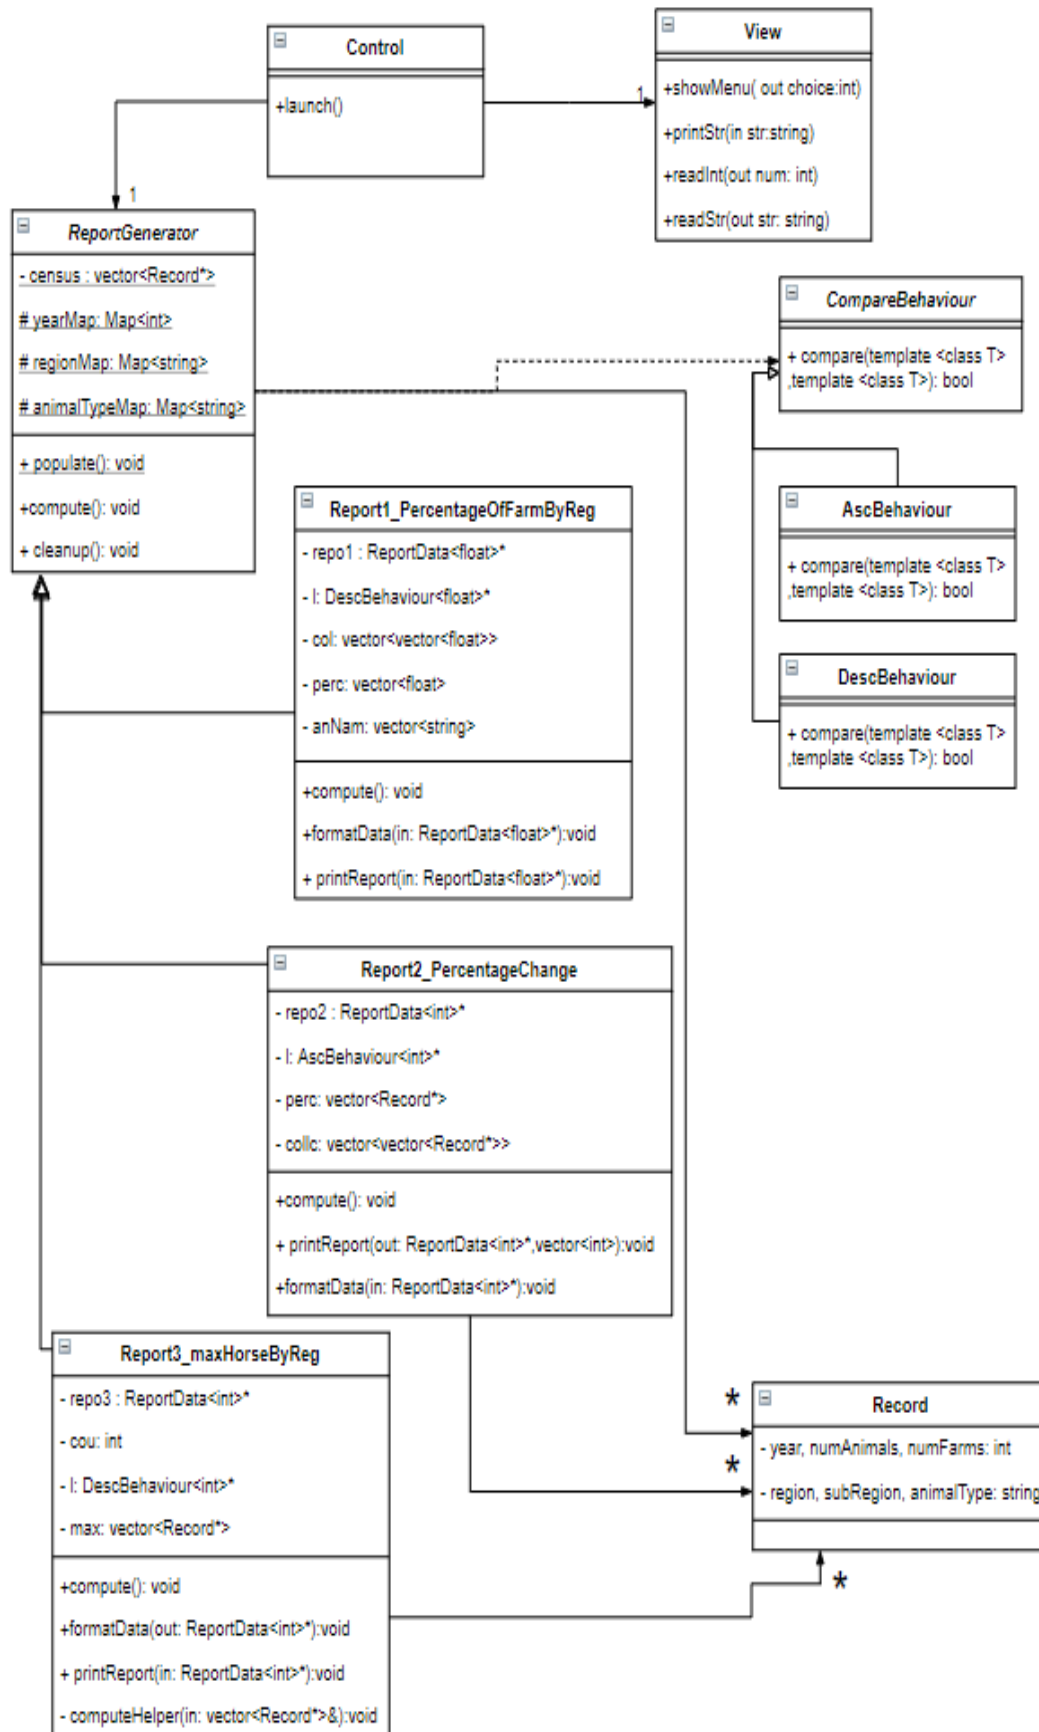 Control
+launch()
View
+showMenu( out choice:int)
+printStr(in str:string)
+readInt(out num: int)
+readStr(out str: string)
1
1
ReportGenerator
- census : vector<Record*>
# yearMap: Map<int>
# regionMap: Map<string>
# animalTypeMap: Map<string>
+ populate(): void
+compute(): void
+ cleanup(): void
CompareBehaviour
+ compare(template <class T>
,template <class T>): bool
AscBehaviour
+ compare(template <class T>
,template <class T>): bool
DescBehaviour
+ compare(template <class T>
,template <class T>): bool
Report1_PercentageOfFarmByReg
- repo1 : ReportData<float>*
- l: DescBehaviour<float>*
- col: vector<vector<float>>
- perc: vector<float>
- anNam: vector<string>
+compute(): void
+formatData(in: ReportData<float>*):void
+ printReport(in: ReportData<float>*):void
Report2_PercentageChange
- repo2 : ReportData<int>*
- l: AscBehaviour<int>*
- perc: vector<Record*>
- collc: vector<vector<Record*>>
+compute(): void
+ printReport(out: ReportData<int>*,vector<int>):void
+formatData(in: ReportData<int>*):void
Report3_maxHorseByReg
- repo3 : ReportData<int>*
- cou: int
- l: DescBehaviour<int>*
- max: vector<Record*>
+compute(): void
+formatData(out: ReportData<int>*):void
+ printReport(in: ReportData<int>*):void
- computeHelper(in: vector<Record*>&):void
*
*
*
Record
- year, numAnimals, numFarms: int
- region, subRegion, animalType: string